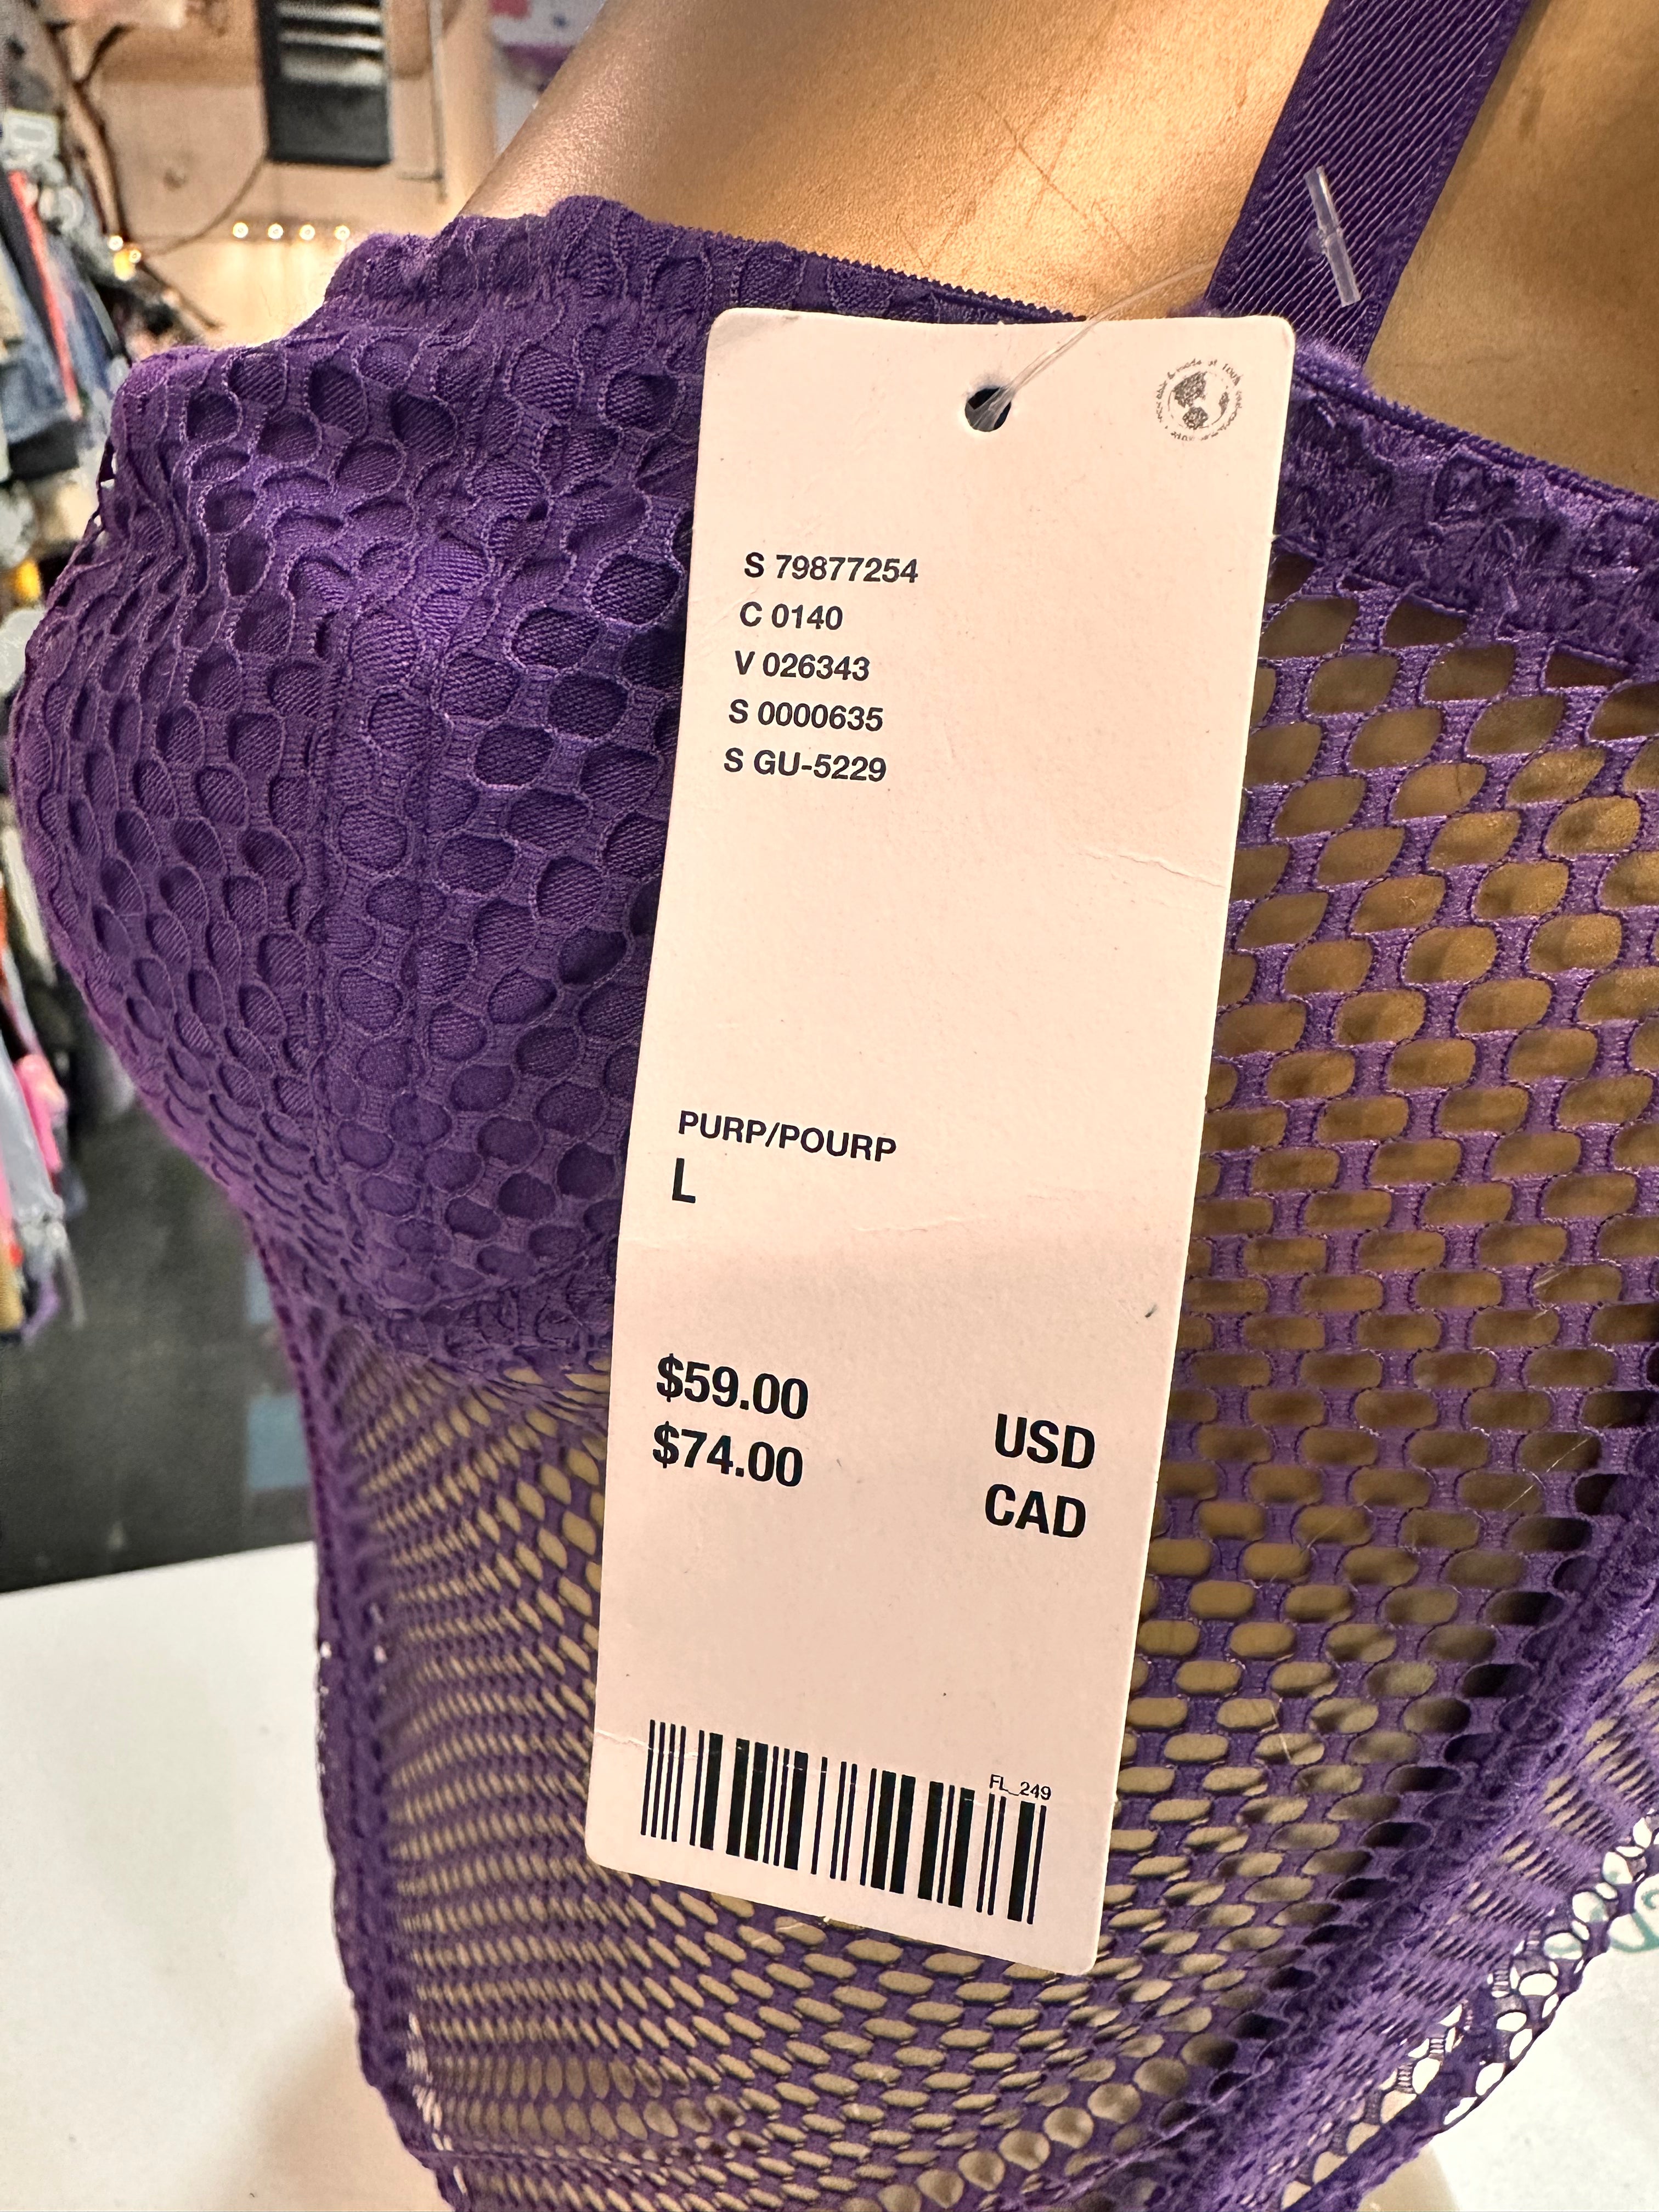 S 79877254
C 0140
V 026343
S 0000635
S GU-5229
PURP/POURP
L
$59.00 USD
$74.00 CAD
FL_249